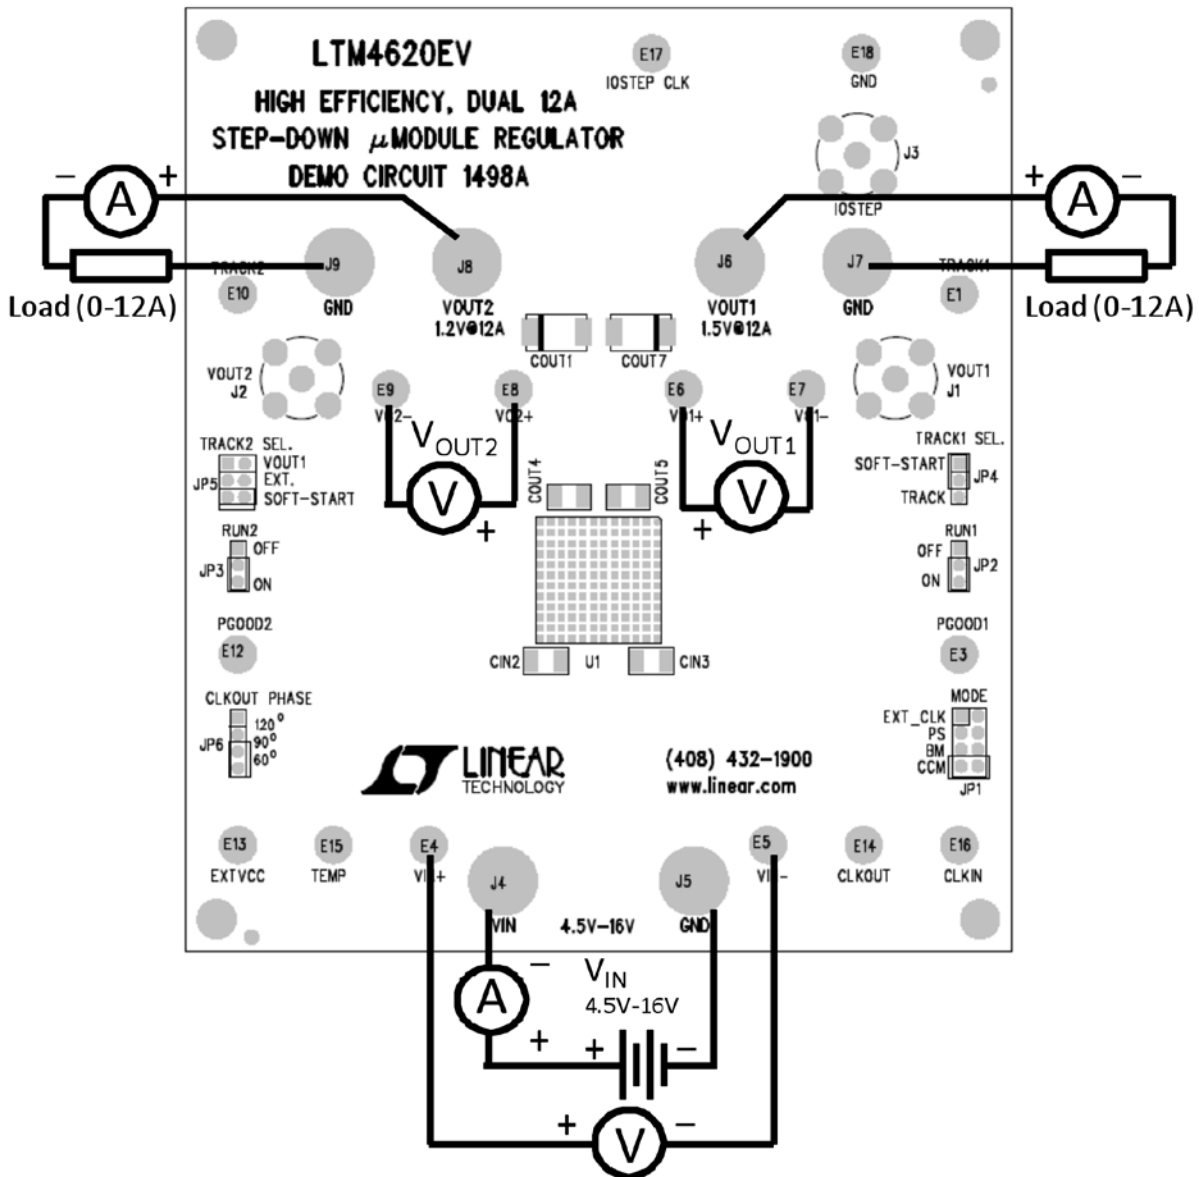 LTM4620EV
HIGH EFFICIENCY, DUAL 12A
STEP-DOWN µMODULE REGULATOR
DEMO CIRCUIT 1498A
E17
IOSTEP CLK
E18
GND
J3
IOSTEP
– A +
+ A –
Load (0-12A)
Load (0-12A)
TRACK2
E10
J9
GND
J8
VOUT2
1.2V@12A
J6
VOUT1
1.5V@12A
J7
GND
TRACK1
E1
COUT1
COUT7
VOUT2
J2
E9
VO2-
E8
VO2+
E6
VO1+
E7
VO1-
VOUT1
J1
VOUT2
V
+
VOUT1
V
+
COUT4
COUT5
TRACK2 SEL.
VOUT1
JP5
EXT.
SOFT-START
TRACK1 SEL.
SOFT-START
JP4
TRACK
RUN2
OFF
JP3
ON
RUN1
OFF
JP2
ON
PGOOD2
E12
PGOOD1
E3
CIN2
U1
CIN3
CLKOUT PHASE
120°
JP6
90°
60°
MODE
EXT_CLK
PS
BM
CCM
JP1
LINEAR
TECHNOLOGY
(408) 432-1900
www.linear.com
E13
EXTVCC
E15
TEMP
E4
VIN+
J4
VIN
4.5V-16V
J5
GND
E5
VIN-
E14
CLKOUT
E16
CLKIN
A
–
+
VIN
4.5V-16V
+ –
+ V –